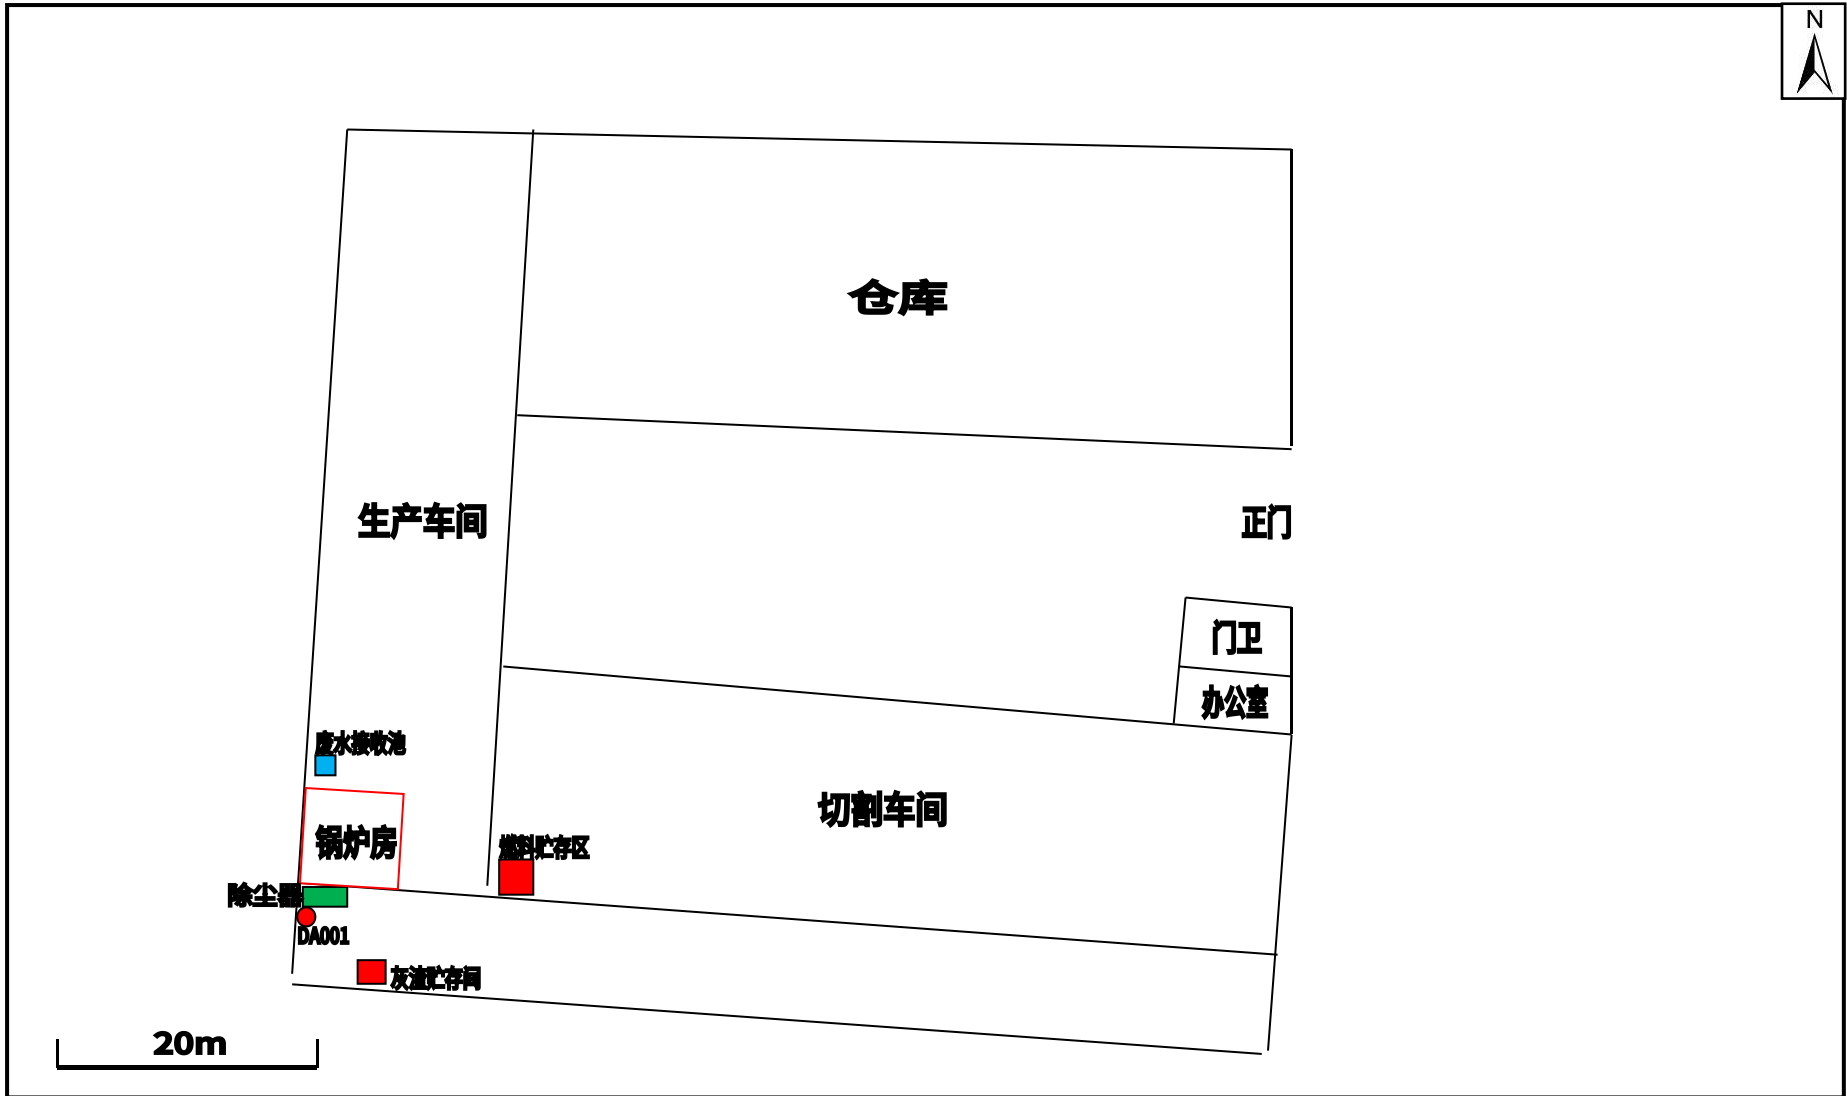 N
仓库
生产车间
正门
门卫
办公室
废水接收池
切割车间
锅炉房
燃料贮存区
除尘器
DA001
灰渣贮存间
20m